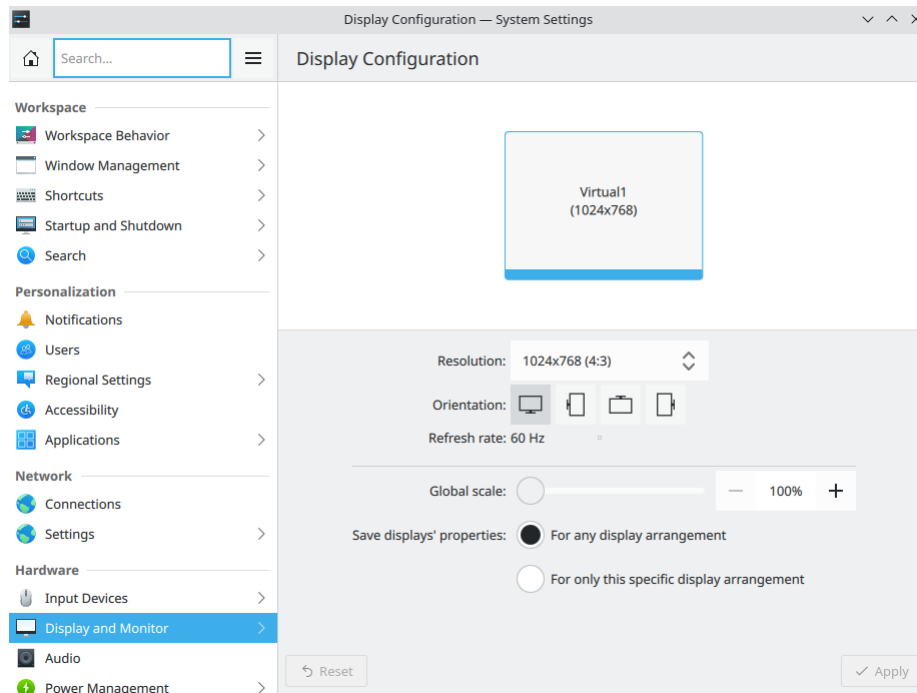 Display Configuration — System Settings
Search...
Display Configuration
Workspace
Workspace Behavior
Window Management
Shortcuts
Startup and Shutdown
Search
Personalization
Notifications
Users
Regional Settings
Accessibility
Applications
Network
Connections
Settings
Hardware
Input Devices
Display and Monitor
Audio
Power Management
Virtual1
(1024x768)
Resolution: 1024x768 (4:3)
Orientation:
Refresh rate: 60 Hz
Global scale: 100%
Save displays' properties: For any display arrangement
For only this specific display arrangement
Reset
Apply